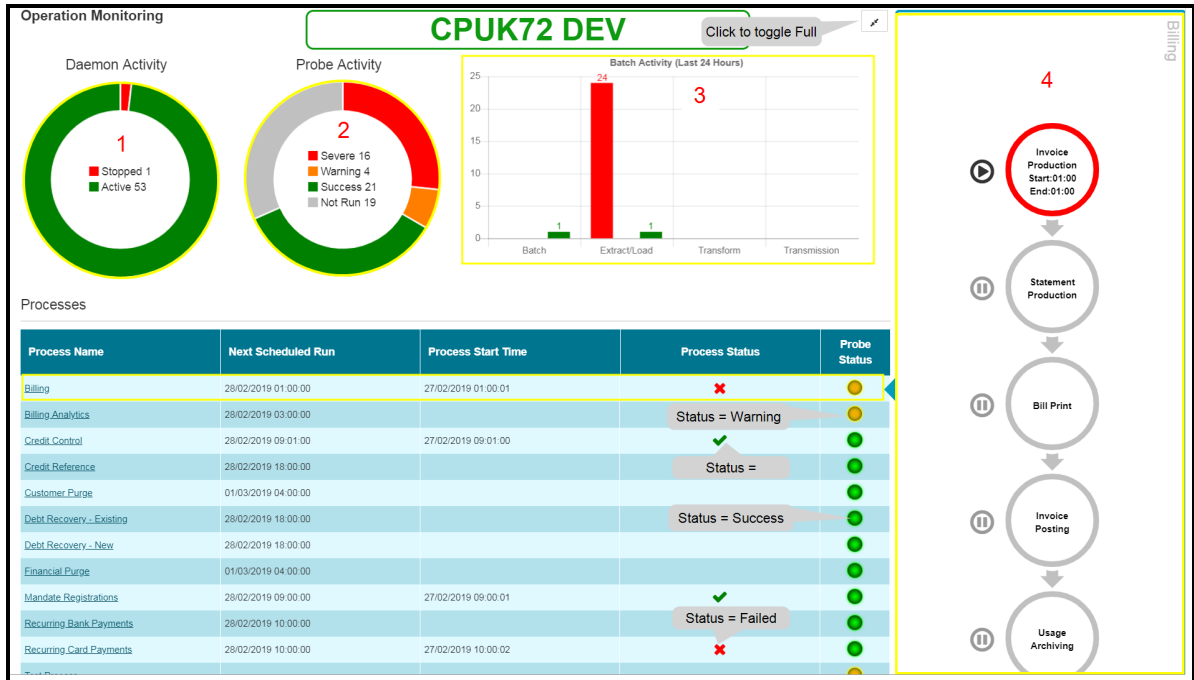 Operation Monitoring
CPUK72 DEV
Click to toggle Full
Daemon Activity
1
Stopped 1
Active 53
Probe Activity
2
Severe 16
Warning 4
Success 21
Not Run 19
Batch Activity (Last 24 Hours)
3
25
20
15
10
5
0
24
1
1
Batch Extract/Load Transform Transmission
Processes
Process Name Next Scheduled Run Process Start Time Process Status Probe Status
Billing 28/02/2019 01:00:00 27/02/2019 01:00:01
Billing Analytics 28/02/2019 03:00:00
Status = Warning
Credit Control 28/02/2019 09:01:00 27/02/2019 09:01:00
Credit Reference 28/02/2019 18:00:00
Status =
Customer Purge 01/03/2019 04:00:00
Debt Recovery - Existing 28/02/2019 18:00:00
Status = Success
Debt Recovery - New 28/02/2019 18:00:00
Financial Purge 01/03/2019 04:00:00
Mandate Registrations 28/02/2019 09:00:00 27/02/2019 09:00:01
Recurring Bank Payments 28/02/2019 10:00:00
Status = Failed
Recurring Card Payments 28/02/2019 10:00:00 27/02/2019 10:00:02
Billing
4
Invoice
Production
Start:01:00
End:01:00
Statement
Production
Bill Print
Invoice
Posting
Usage
Archiving